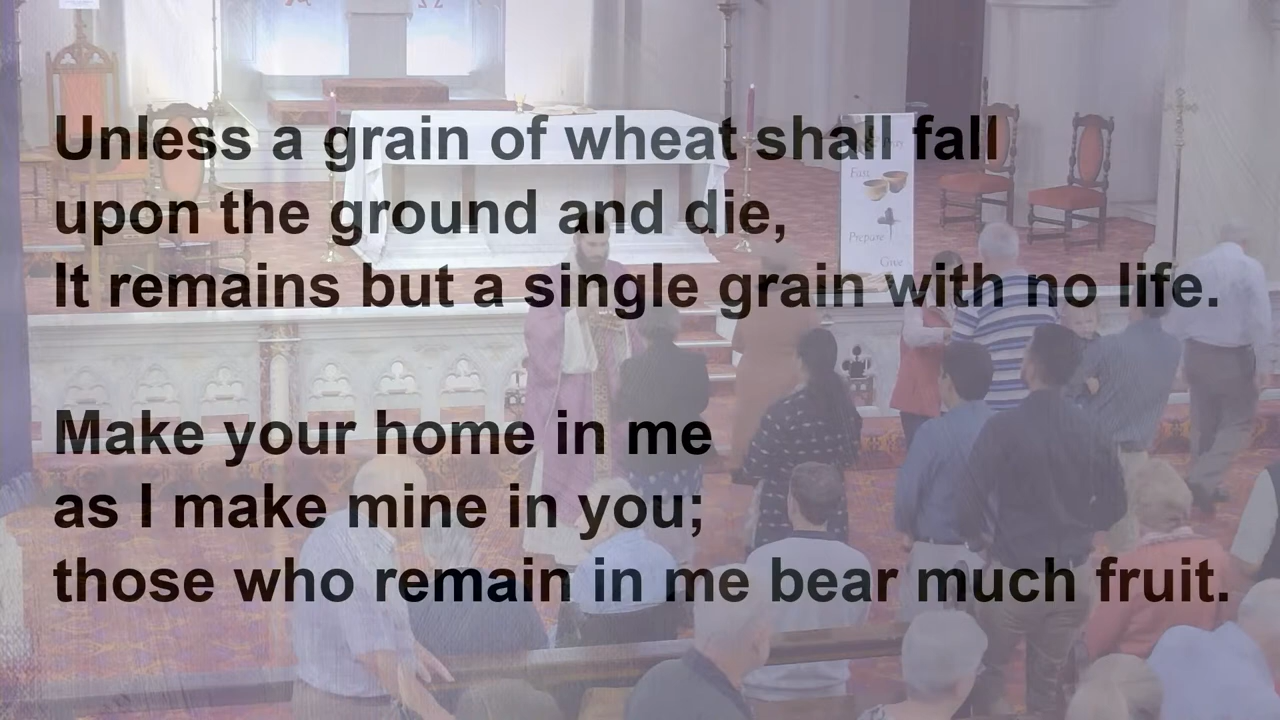 Unless a grain of wheat shall fall
upon the ground and die,
It remains but a single grain with no life.
Pray
Fast
Prepare
Give
Make your home in me
as I make mine in you;
those who remain in me bear much fruit.